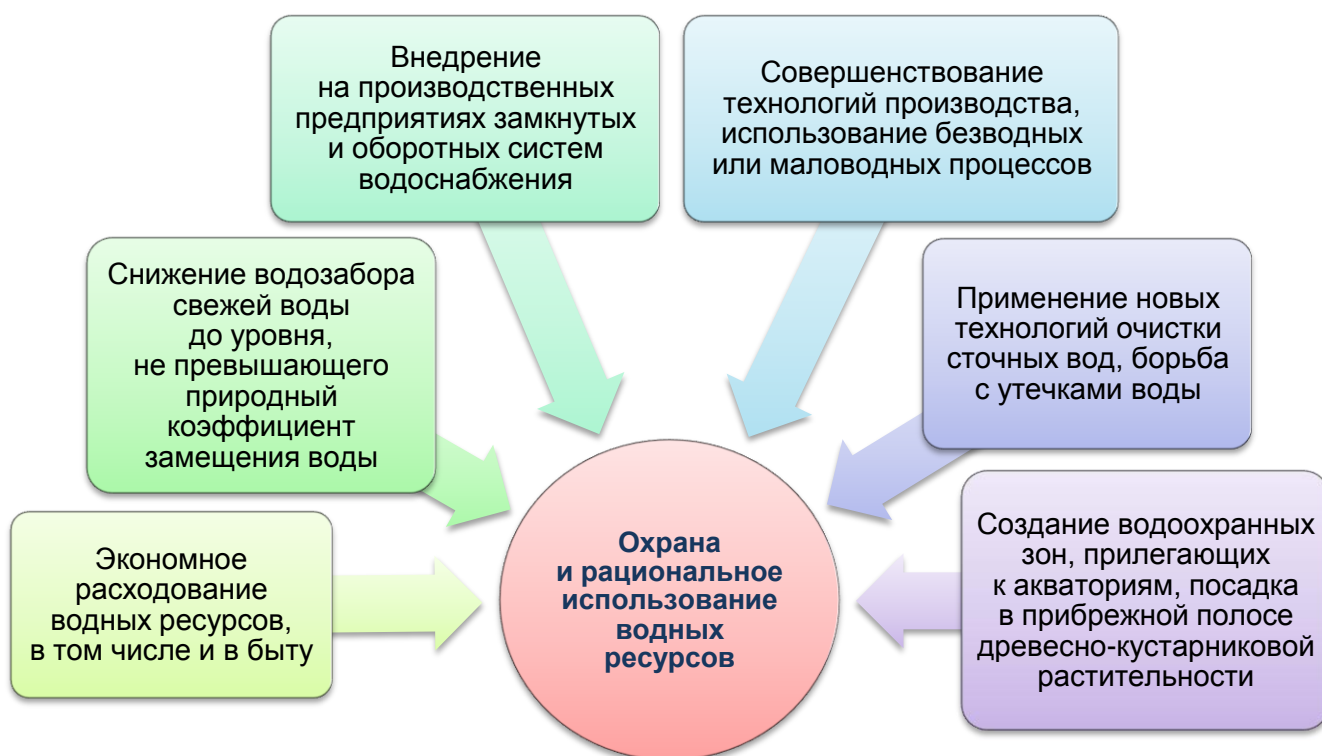 Внедрение
на производственных
предприятиях замкнутых
и оборотных систем
водоснабжения
Совершенствование
технологий производства,
использование безводных
или маловодных процессов
Снижение водозабора
свежей воды
до уровня,
не превышающего
природный
коэффициент
замещения воды
Применение новых
технологий очистки
сточных вод, борьба
с утечками воды
Экономное
расходование
водных ресурсов,
в том числе и в быту
Охрана
и рациональное
использование
водных
ресурсов
Создание водоохранных
зон, прилегающих
к акваториям, посадка
в прибрежной полосе
древесно-кустарниковой
растительности